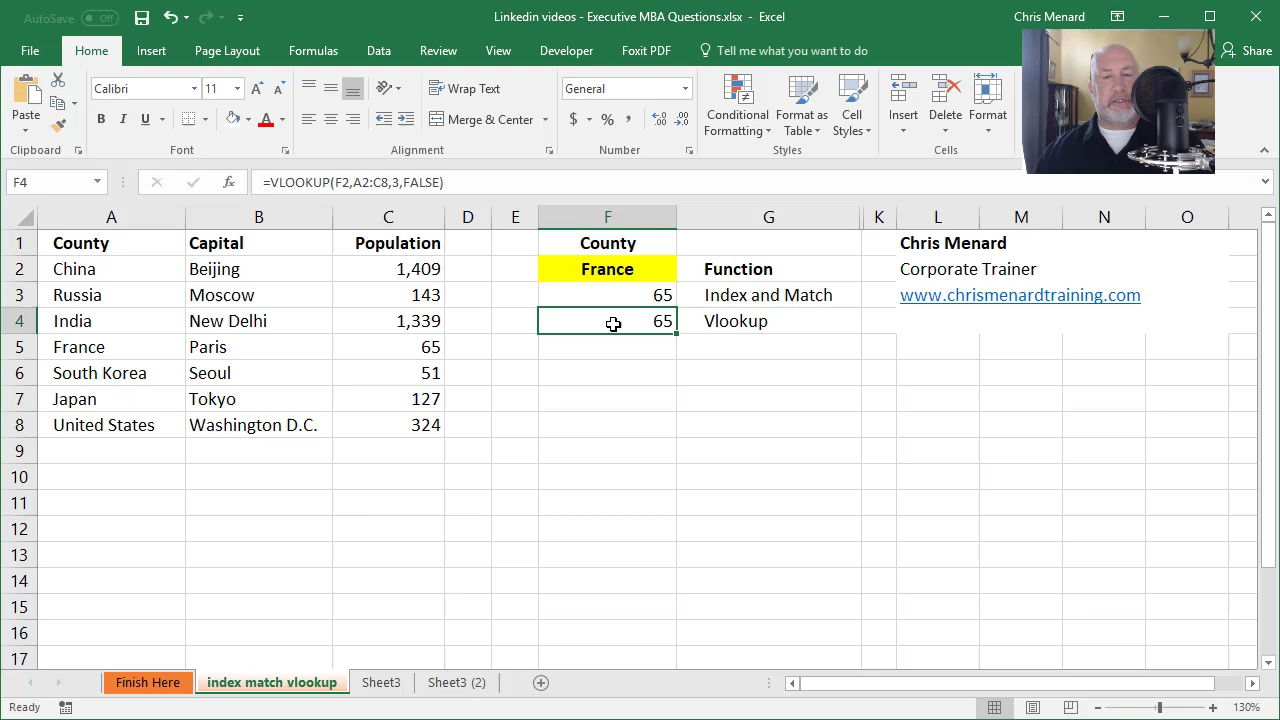 AutoSave Off Linkedin videos - Executive MBA Questions.xlsx - Excel Chris Menard
File Home Insert Page Layout Formulas Data Review View Developer Foxit PDF Tell me what you want to do Share
Calibri 11 General
Paste Wrap Text Merge & Center Conditional Formatting Format as Table Cell Styles Insert Delete Format
Clipboard Font Alignment Number Styles Cells
F4 fx =VLOOKUP(F2,A2:C8,3,FALSE)
A B C D E F G K L M N O
1 County Capital Population County Chris Menard
2 China Beijing 1,409 France Function Corporate Trainer
3 Russia Moscow 143 65 Index and Match www.chrismenardtraining.com
4 India New Delhi 1,339 65 Vlookup
5 France Paris 65
6 South Korea Seoul 51
7 Japan Tokyo 127
8 United States Washington D.C. 324
9
10
11
12
13
14
15
16
17
Finish Here index match vlookup Sheet3 Sheet3 (2)
Ready 130%